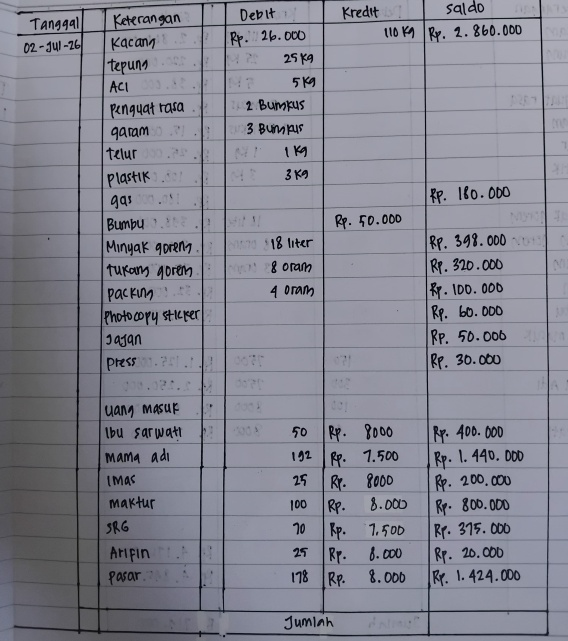 Tanggal Keterangan Debit Kredit Saldo
02-Jul-26 Kacang Rp. 26.000 110 Kg Rp. 2.860.000
tepung 25 Kg
Aci 5 Kg
Penguat rasa 2 Bumkus
garam 3 Bumkus
telur 1 Kg
plastik 3 Kg
gas Rp. 180.000
Bumbu Rp. 50.000
Minyak goreng 18 liter Rp. 398.000
tukang goreng 8 orang Rp. 320.000
packing 4 orang Rp. 100.000
Photocopy sticker Rp. 60.000
Jajan Rp. 50.000
Press Rp. 30.000
uang masuk
Ibu sarwati 50 Rp. 8000 Rp. 400.000
mama adi 192 Rp. 7.500 Rp. 1.440.000
Imas 25 Rp. 8000 Rp. 200.000
maktur 100 Rp. 8.000 Rp. 800.000
SRG 70 Rp. 7.500 Rp. 375.000
Aripin 25 Rp. 8.000 Rp. 20.000
Pasar 178 Rp. 8.000 Rp. 1.424.000
Jumlah